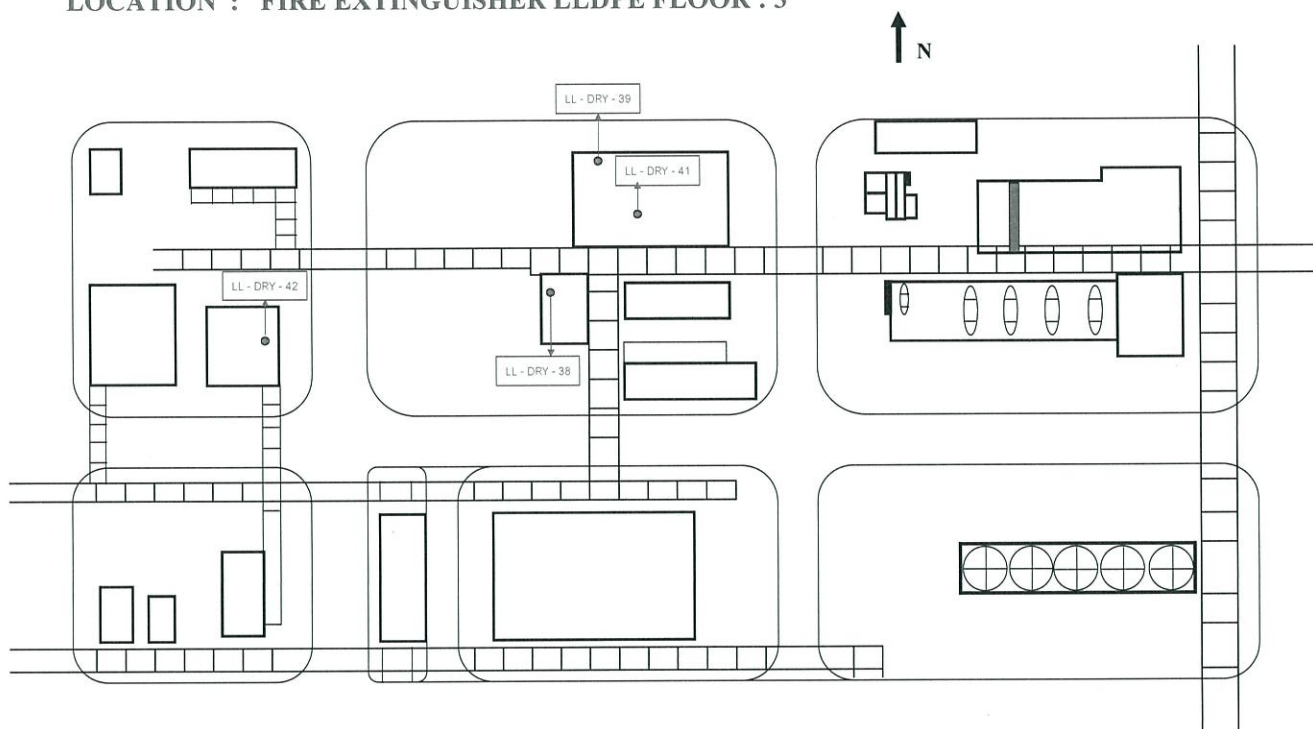 LOCATION : FIRE EXTINGUISHER LLDPE FLOOR : 3
N
LL - DRY - 39
LL - DRY - 41
LL - DRY - 42
LL - DRY - 38